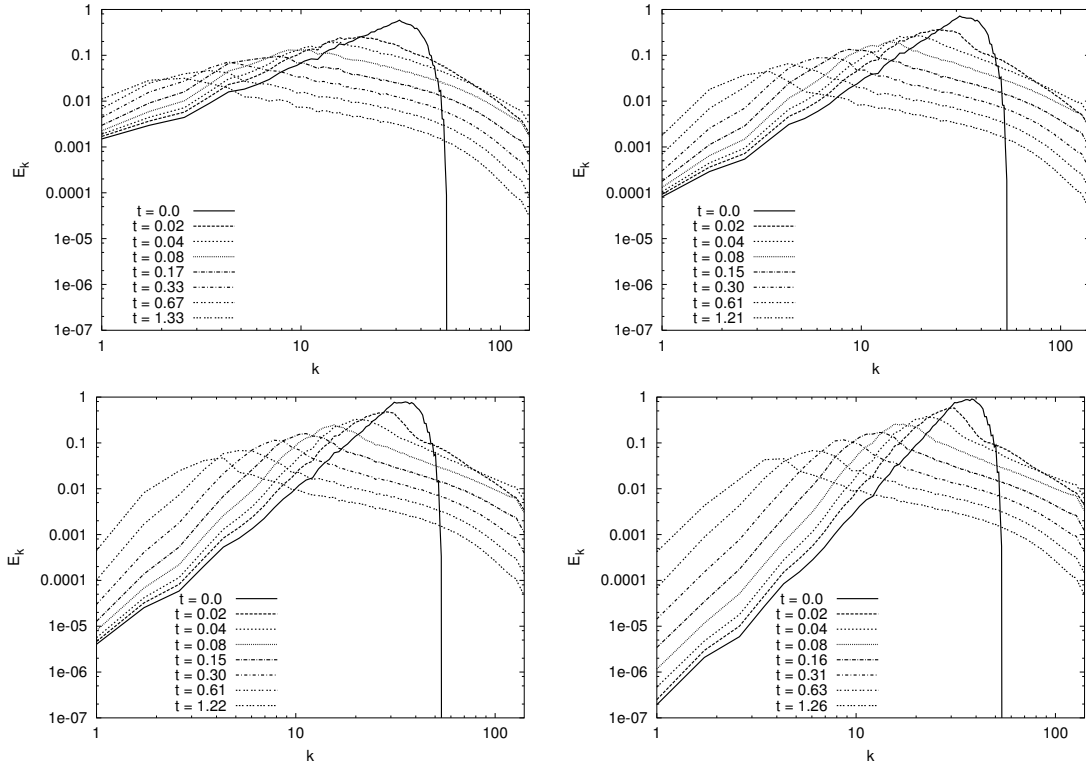 1
0.1
0.01
0.001
0.0001
1e-05
1e-06
1e-07
E_k
t = 0.0
t = 0.02
t = 0.04
t = 0.08
t = 0.17
t = 0.33
t = 0.67
t = 1.33
1 10 100
k
1
0.1
0.01
0.001
0.0001
1e-05
1e-06
1e-07
E_k
t = 0.0
t = 0.02
t = 0.04
t = 0.08
t = 0.15
t = 0.30
t = 0.61
t = 1.21
1 10 100
k
1
0.1
0.01
0.001
0.0001
1e-05
1e-06
1e-07
E_k
t = 0.0
t = 0.02
t = 0.04
t = 0.08
t = 0.15
t = 0.30
t = 0.61
t = 1.22
1 10 100
k
1
0.1
0.01
0.001
0.0001
1e-05
1e-06
1e-07
E_k
t = 0.0
t = 0.02
t = 0.04
t = 0.08
t = 0.16
t = 0.31
t = 0.63
t = 1.26
1 10 100
k